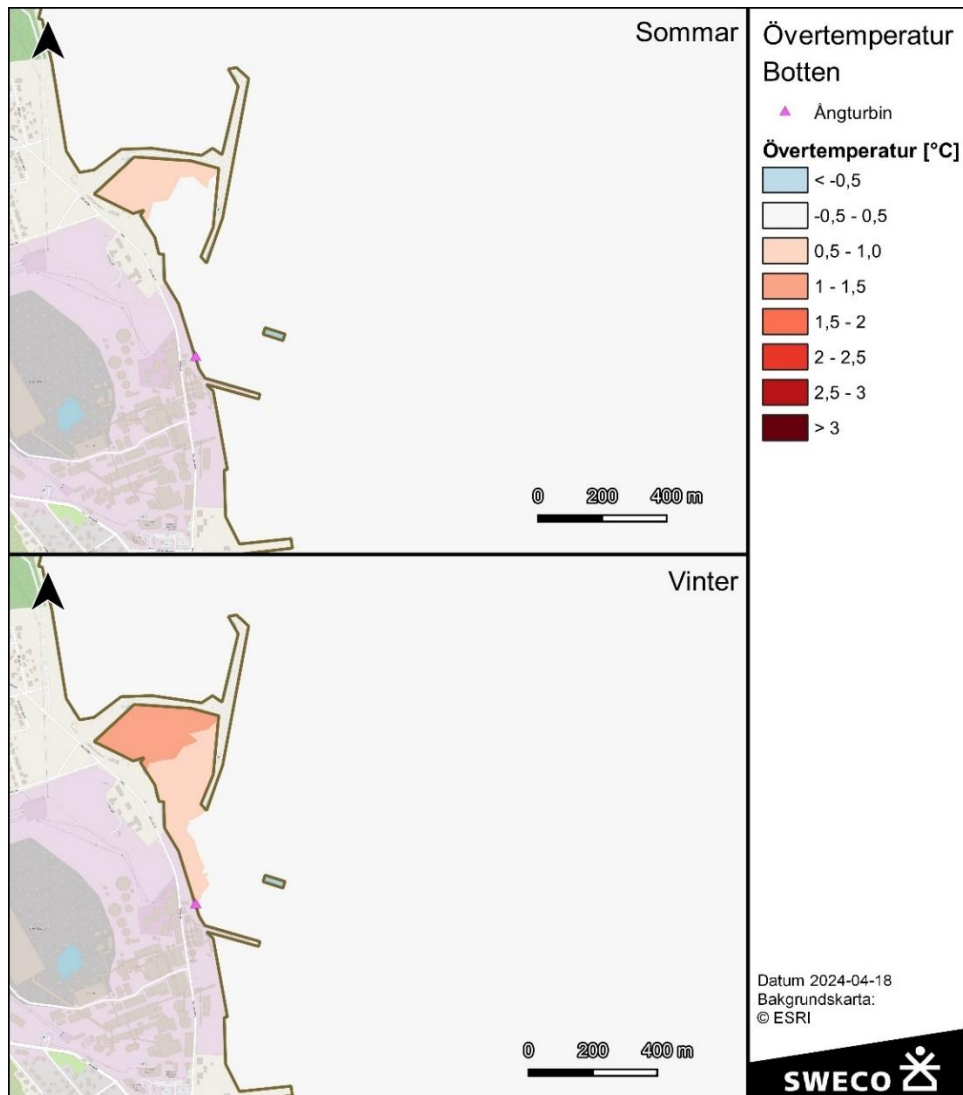 Sommar
0 200 400 m
Vinter
0 200 400 m
Övertemperatur
Botten
Ångturbin
Övertemperatur [°C]
< -0,5
-0,5 - 0,5
0,5 - 1,0
1 - 1,5
1,5 - 2
2 - 2,5
2,5 - 3
> 3
Datum 2024-04-18
Bakgrundskarta:
© ESRI
SWECO